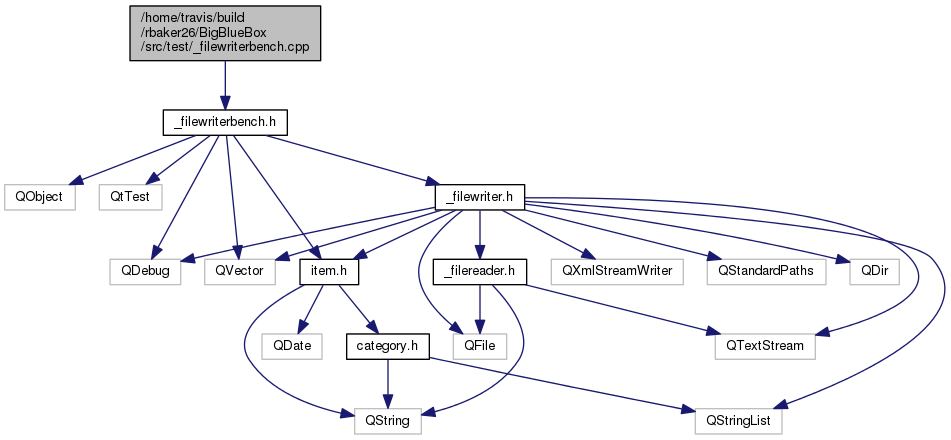 /home/travis/build
/rbaker26/BigBlueBox
/src/test/_filewriterbench.cpp
_filewriterbench.h
QObject
QtTest
_filewriter.h
QDebug
QVector
item.h
_filereader.h
QXmlStreamWriter
QStandardPaths
QDir
QDate
category.h
QFile
QTextStream
QString
QStringList